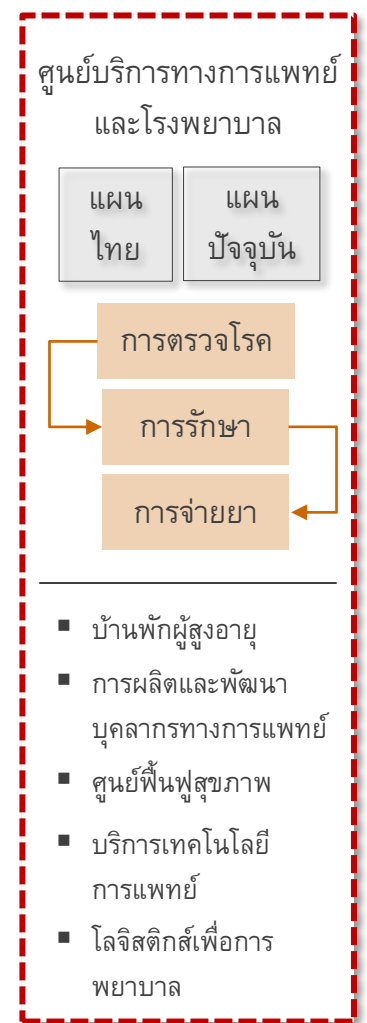 ศูนย์บริการทางการแพทย์
และโรงพยาบาล
แผน
ไทย
แผน
ปัจจุบัน
การตรวจโรค
การรักษา
การจ่ายยา
▪ บ้านพักผู้สูงอายุ
▪ การผลิตและพัฒนา
บุคลากรทางการแพทย์
▪ ศูนย์ฟื้นฟูสุขภาพ
▪ บริการเทคโนโลยี
การแพทย์
▪ โลจิสติกส์เพื่อการ
พยาบาล